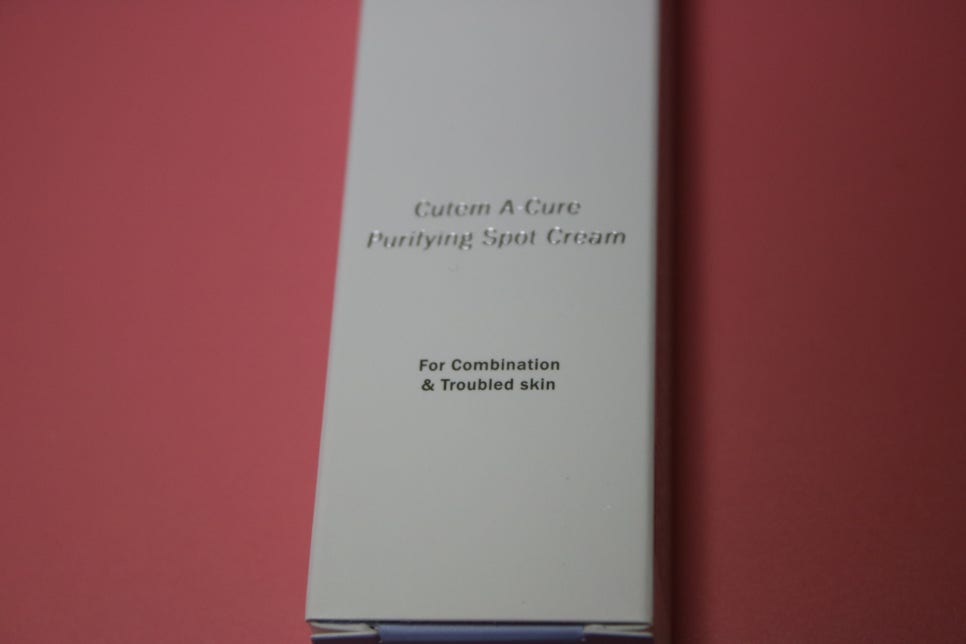 Cutem A-Cure
Purifying Spot Cream
For Combination
& Troubled skin